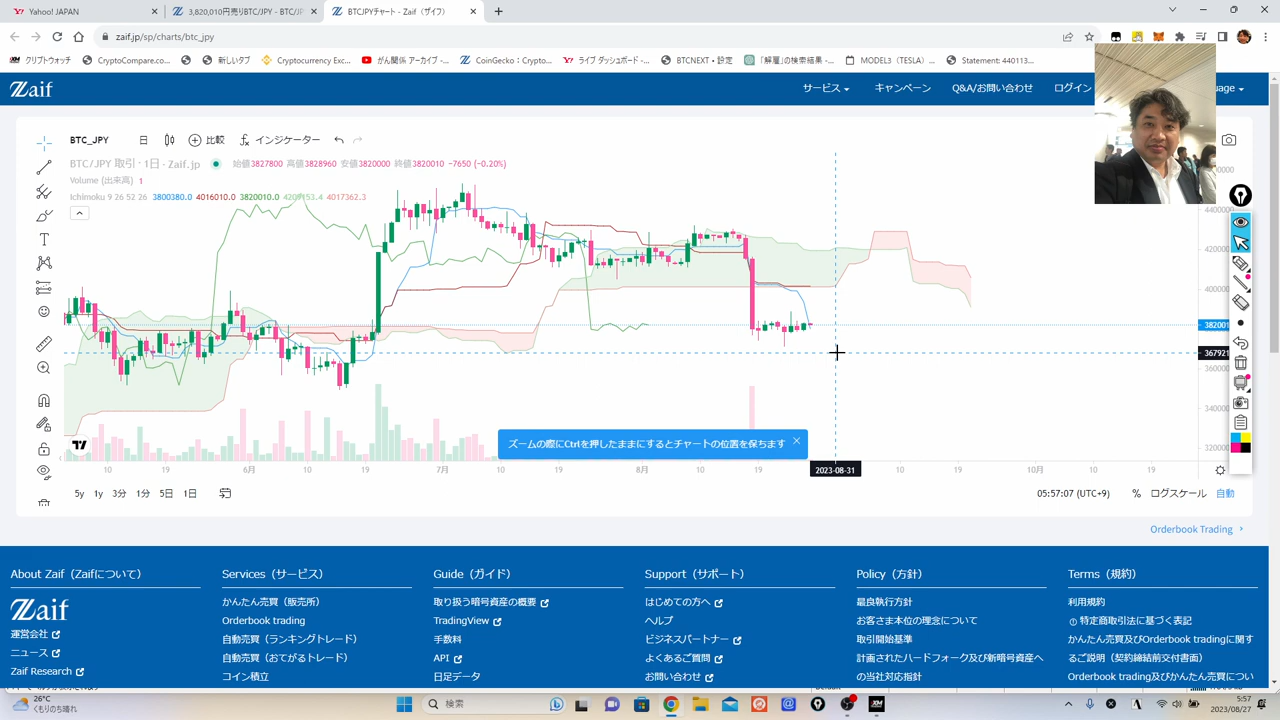 Yahoo! JAPAN
3,820,010円売りBTC/JPY - BTC/JP
BTCJPYチャート - Zaif（ザイフ）
zaif.jp/sp/charts/btc_jpy
クリプトウォッチ
CryptoCompare.co...
新しいタブ
Cryptocurrency Exc...
がん関係 アーカイブ -...
CoinGecko：Crypto...
ライブ ダッシュボード -...
BTCNEXT • 設定
「解雇」の検索結果 -...
MODEL3（TESLA）...
Statement: 440113...
Zaif
サービス
キャンペーン
Q&A/お問い合わせ
ログイン
uage
BTC_JPY
日
比較
インジケーター
BTC/JPY 取引 · 1日 · Zaif.jp
始値3827800 高値3828960 安値3820000 終値3820010 −7650 (−0.20%)
Volume (出来高) 1
Ichimoku 9 26 52 26 3800380.0 4016010.0 3820010.0 4209153.4 4017362.3
440000
420000
400000
382001
367921
360000
340000
320000
ズームの際にCtrlを押したままにするとチャートの位置を保ちます
10 19 6月 10 19 7月 10 19 8月 10 19 2023-08-31 10 19 10月 10 19
5y 1y 3分 1分 5日 1日
05:57:07 (UTC+9) % ログスケール 自動
Orderbook Trading
About Zaif（Zaifについて）
Zaif
運営会社
ニュース
Zaif Research
Services（サービス）
かんたん売買（販売所）
Orderbook trading
自動売買（ランキングトレード）
自動売買（おてがるトレード）
コイン積立
Guide（ガイド）
取り扱う暗号資産の概要
TradingView
手数料
API
日足データ
Support（サポート）
はじめての方へ
ヘルプ
ビジネスパートナー
よくあるご質問
お問い合わせ
Policy（方針）
最良執行方針
お客さま本位の理念について
取引開始基準
計画されたハードフォーク及び新暗号資産へ
の当社対応指針
Terms（規約）
利用規約
特定商取引法に基づく表記
かんたん売買及びOrderbook tradingに関す
るご説明（契約締結前交付書面）
Orderbook trading及びかんたん売買につい
26°
くもりのち晴れ
検索
A
5:57
2023/08/27